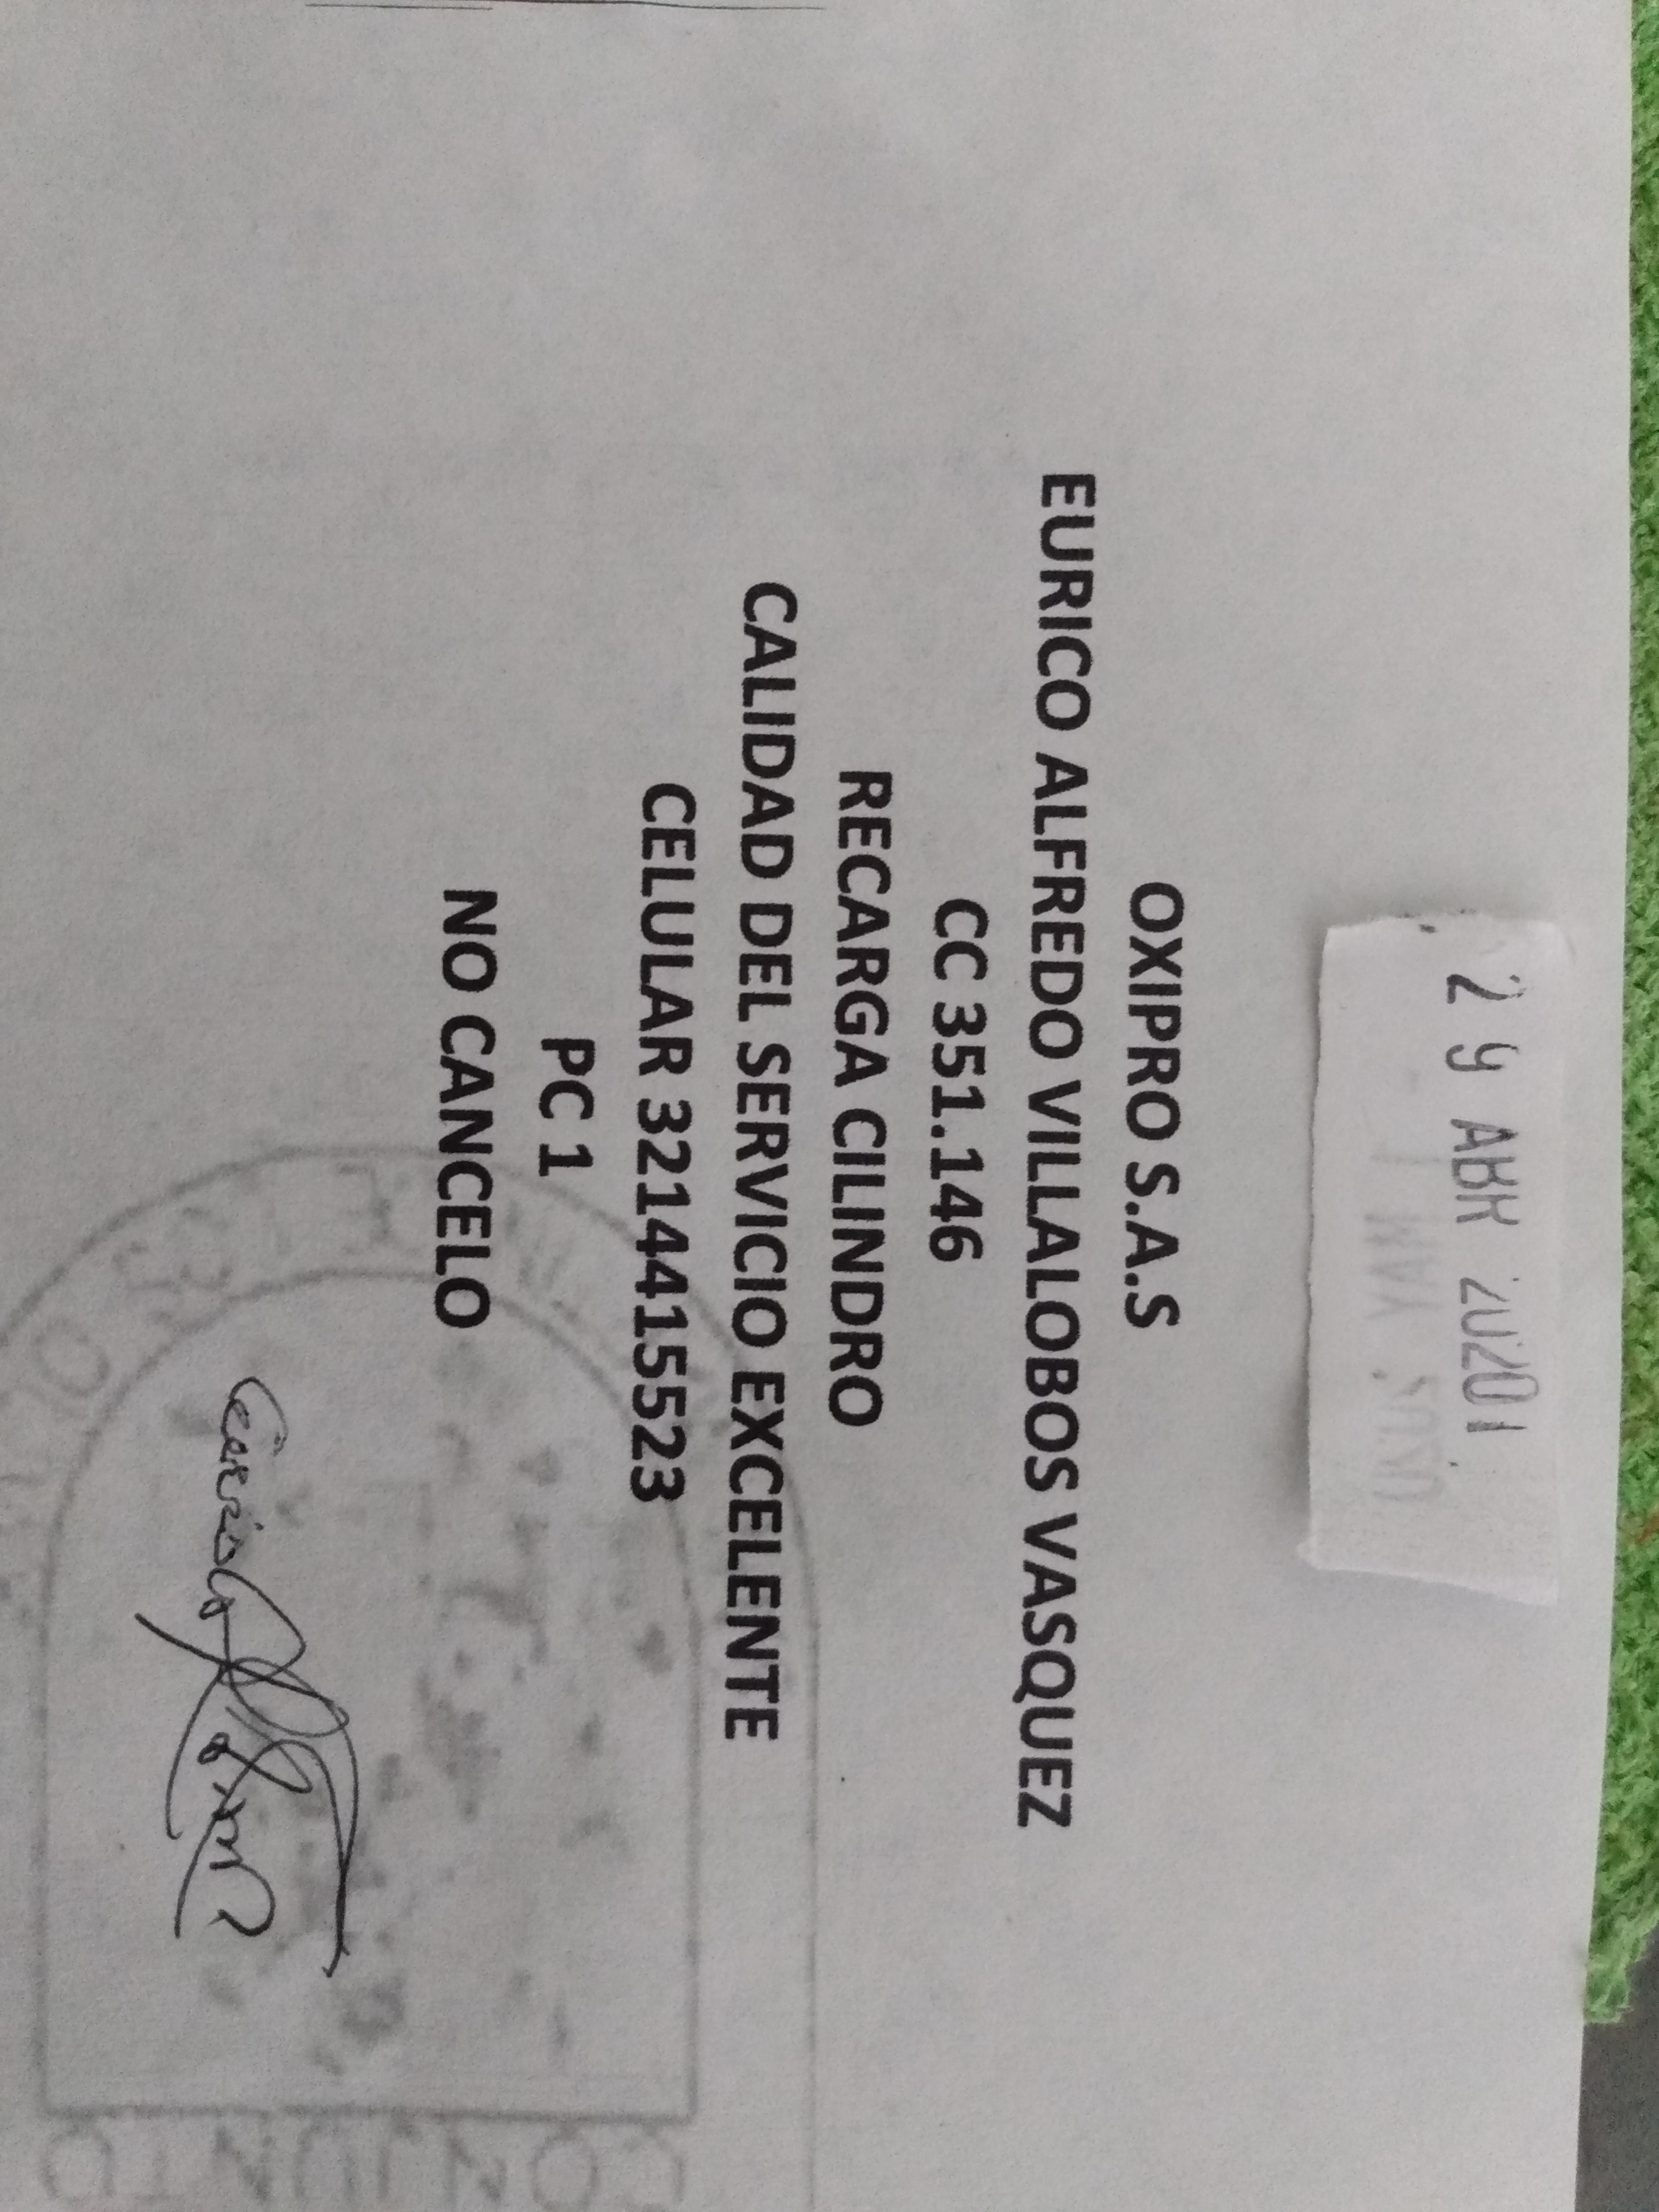 29 ABR 2020
OXIPRO S.A.S
EURICO ALFREDO VILLALOBOS VASQUEZ
CC 351.146
RECARGA CILINDRO
CALIDAD DEL SERVICIO EXCELENTE
CELULAR 3214415523
PC 1
NO CANCELO
CONJUNTO